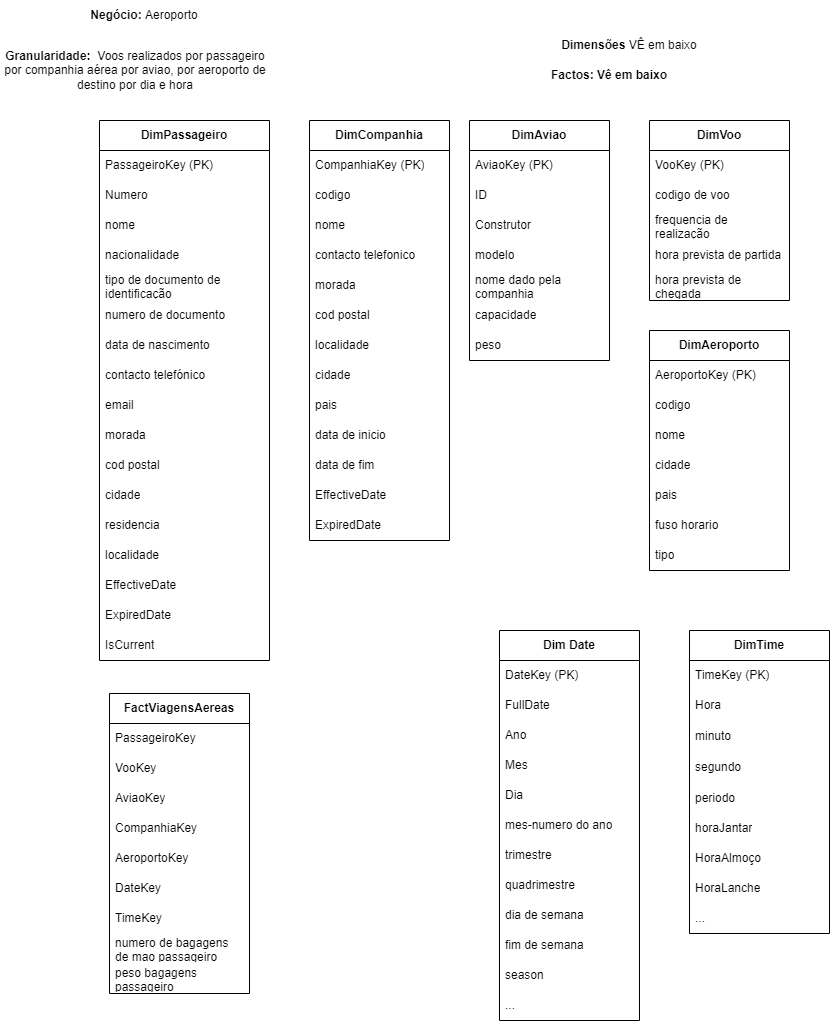 Negócio: Aeroporto
Granularidade: Voos realizados por passageiro
por companhia aérea por aviao, por aeroporto de
destino por dia e hora
Dimensões VÊ em baixo
Factos: Vê em baixo
DimPassageiro
PassageiroKey (PK)
Numero
nome
nacionalidade
tipo de documento de
identificação
numero de documento
data de nascimento
contacto telefónico
email
morada
cod postal
cidade
residencia
localidade
EffectiveDate
ExpiredDate
IsCurrent
DimCompanhia
CompanhiaKey (PK)
codigo
nome
contacto telefonico
morada
cod postal
localidade
cidade
pais
data de inicio
data de fim
EffectiveDate
ExpiredDate
DimAviao
AviaoKey (PK)
ID
Construtor
modelo
nome dado pela
companhia
capacidade
peso
DimVoo
VooKey (PK)
codigo de voo
frequencia de
realização
hora prevista de partida
hora prevista de
chegada
DimAeroporto
AeroportoKey (PK)
codigo
nome
cidade
pais
fuso horario
tipo
FactViagensAereas
PassageiroKey
VooKey
AviaoKey
CompanhiaKey
AeroportoKey
DateKey
TimeKey
numero de bagagens
de mao passageiro
peso bagagens
passageiro
Dim Date
DateKey (PK)
FullDate
Ano
Mes
Dia
mes-numero do ano
trimestre
quadrimestre
dia de semana
fim de semana
season
...
DimTime
TimeKey (PK)
Hora
minuto
segundo
periodo
horaJantar
HoraAlmoço
HoraLanche
...